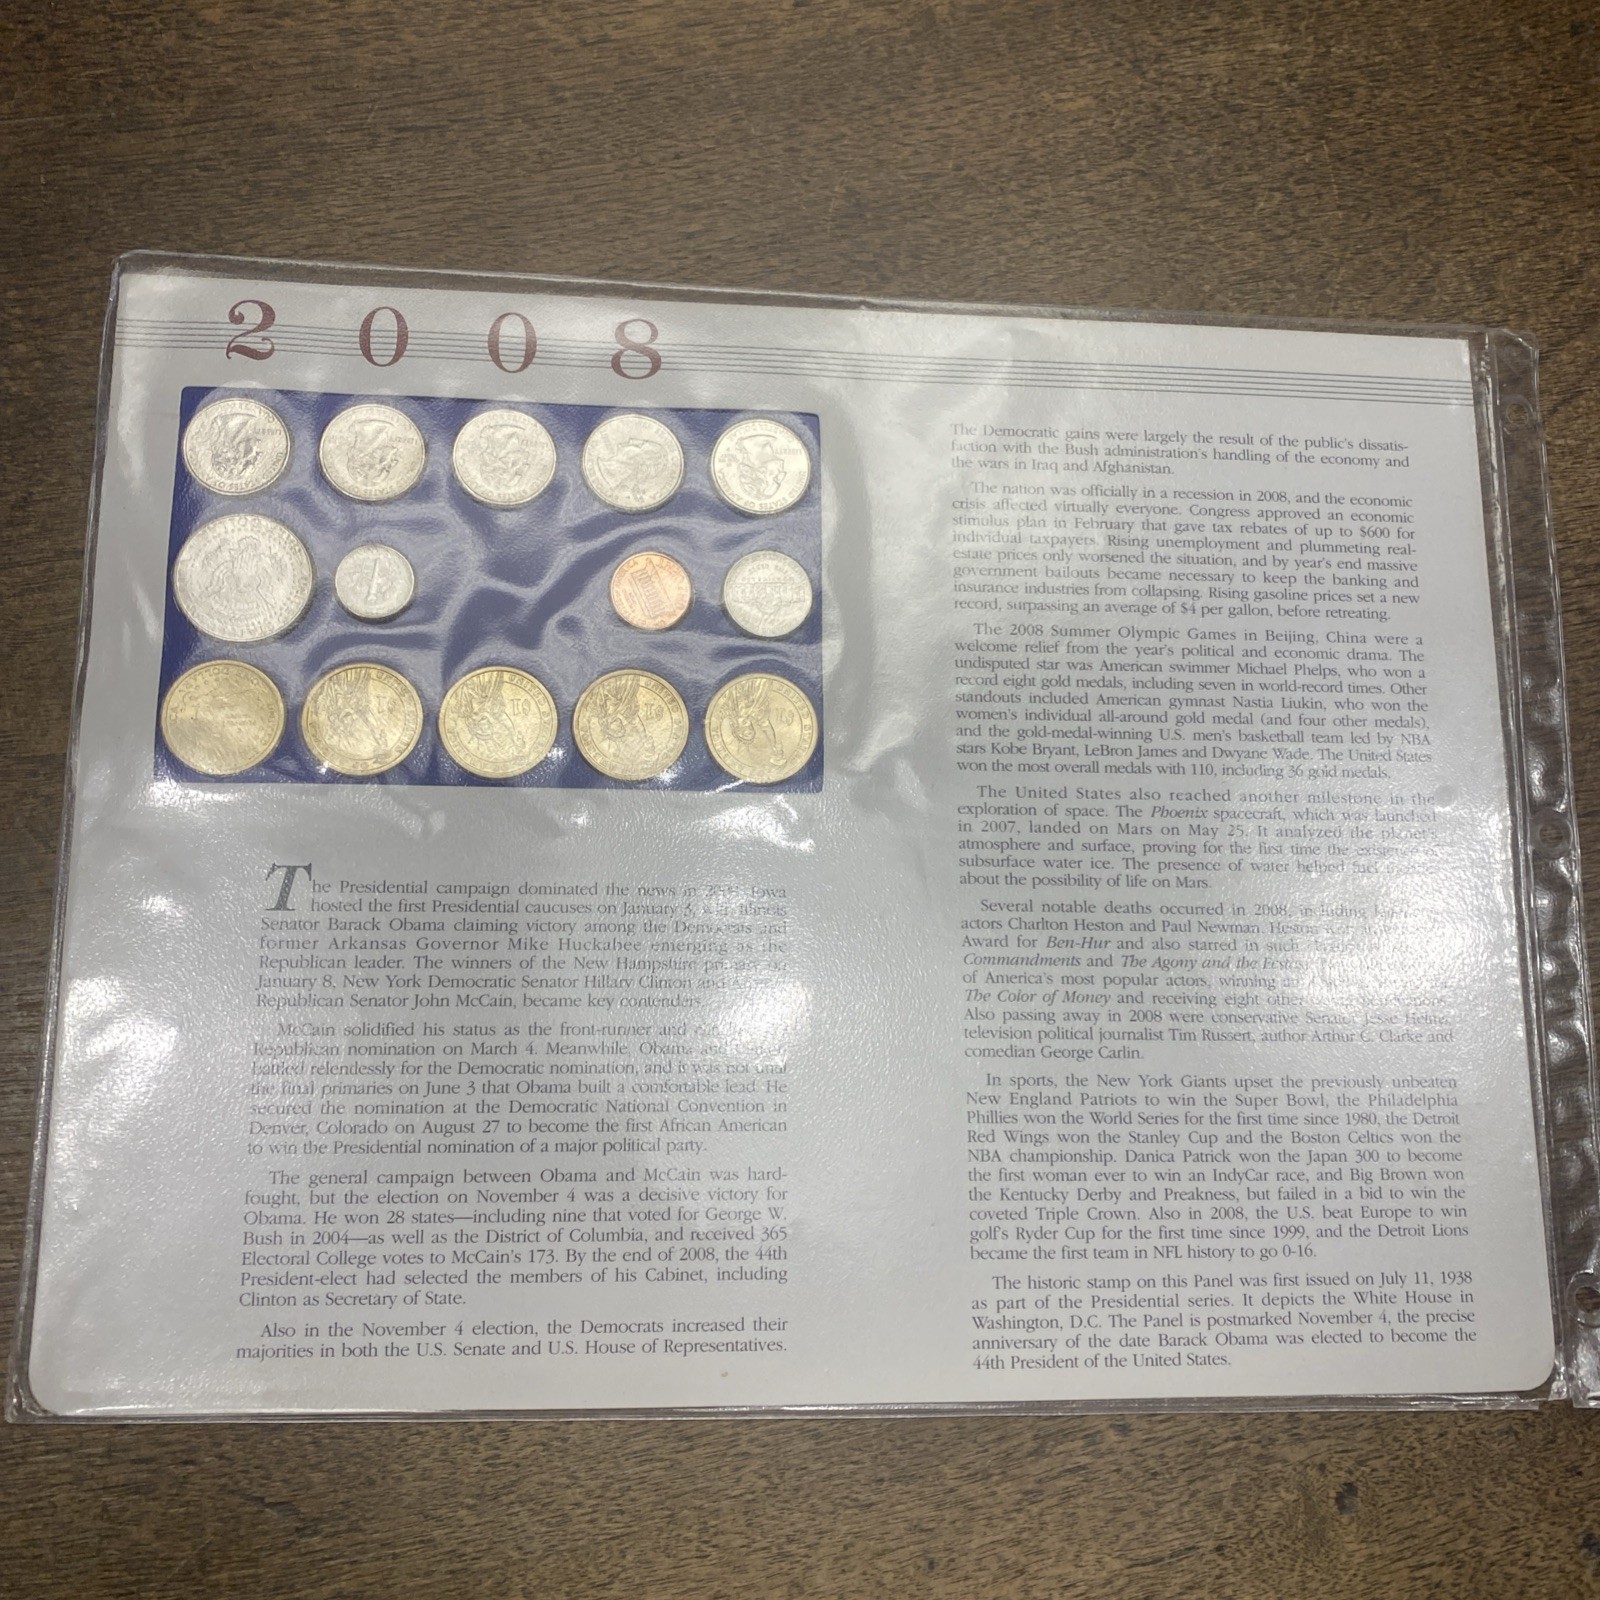 2 0 0 8
The Presidential campaign dominated the news in Iowa
hosted the first Presidential caucuses on January 3, Illinois
Senator Barack Obama claiming victory among the Democrats and
former Arkansas Governor Mike Huckabee emerging as the
Republican leader. The winners of the New Hampshire primary on
January 8, New York Democratic Senator Hillary Clinton and
Republican Senator John McCain, became key contenders.
McCain solidified his status as the front-runner and
Republican nomination on March 4. Meanwhile, Obama and
battled relendessly for the Democratic nomination, and it was not until
the final primaries on June 3 that Obama built a comfortable lead. He
secured the nomination at the Democratic National Convention in
Denver, Colorado on August 27 to become the first African American
to win the Presidential nomination of a major political party.
The general campaign between Obama and McCain was hard-
fought, but the election on November 4 was a decisive victory for
Obama. He won 28 states—including nine that voted for George W.
Bush in 2004—as well as the District of Columbia, and received 365
Electoral College votes to McCain's 173. By the end of 2008, the 44th
President-elect had selected the members of his Cabinet, including
Clinton as Secretary of State.
Also in the November 4 election, the Democrats increased their
majorities in both the U.S. Senate and U.S. House of Representatives.
The Democratic gains were largely the result of the public's dissatis-
faction with the Bush administration's handling of the economy and
the wars in Iraq and Afghanistan.
The nation was officially in a recession in 2008, and the economic
crisis affected virtually everyone. Congress approved an economic
stimulus plan in February that gave tax rebates of up to $600 for
individual taxpayers. Rising unemployment and plummeting real-
estate prices only worsened the situation, and by year's end massive
government bailouts became necessary to keep the banking and
insurance industries from collapsing. Rising gasoline prices set a new
record, surpassing an average of $4 per gallon, before retreating.
The 2008 Summer Olympic Games in Beijing, China were a
welcome relief from the year's political and economic drama. The
undisputed star was American swimmer Michael Phelps, who won a
record eight gold medals, including seven in world-record times. Other
standouts included American gymnast Nastia Liukin, who won the
women's individual all-around gold medal (and four other medals),
and the gold-medal-winning U.S. men's basketball team led by NBA
stars Kobe Bryant, LeBron James and Dwyane Wade. The United States
won the most overall medals with 110, including 36 gold medals.
The United States also reached another milestone in the
exploration of space. The Phoenix spacecraft, which was launched
in 2007, landed on Mars on May 25. It analyzed the planet's
atmosphere and surface, proving for the first time the existence of
subsurface water ice. The presence of water helped fuel
about the possibility of life on Mars.
Several notable deaths occurred in 2008, including
actors Charlton Heston and Paul Newman. Heston
Award for Ben-Hur and also starred in such
Commandments and The Agony and the Ecstasy.
of America's most popular actors, winning
The Color of Money and receiving eight other
Also passing away in 2008 were conservative Senator Jesse Helms,
television political journalist Tim Russert, author Arthur C. Clarke and
comedian George Carlin.
In sports, the New York Giants upset the previously unbeaten
New England Patriots to win the Super Bowl, the Philadelphia
Phillies won the World Series for the first time since 1980, the Detroit
Red Wings won the Stanley Cup and the Boston Celtics won the
NBA championship. Danica Patrick won the Japan 300 to become
the first woman ever to win an IndyCar race, and Big Brown won
the Kentucky Derby and Preakness, but failed in a bid to win the
coveted Triple Crown. Also in 2008, the U.S. beat Europe to win
golf's Ryder Cup for the first time since 1999, and the Detroit Lions
became the first team in NFL history to go 0-16.
The historic stamp on this Panel was first issued on July 11, 1938
as part of the Presidential series. It depicts the White House in
Washington, D.C. The Panel is postmarked November 4, the precise
anniversary of the date Barack Obama was elected to become the
44th President of the United States.